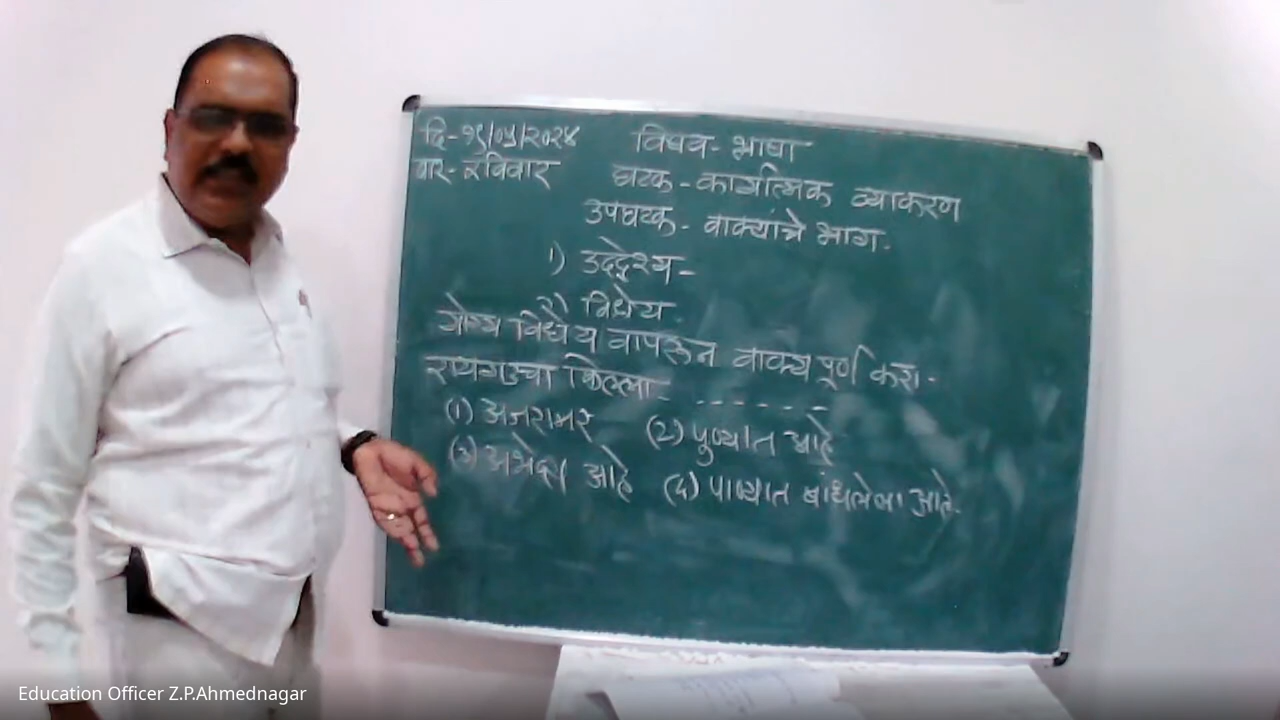 दि-१९/०५/२०२४
वार- रविवार
विषय- भाषा
घटक - कार्यात्मक व्याकरण
उपघटक - वाक्यांचे भाग.
१) उद्देश्य -
२) विधेय.
योग्य विधेय वापरून वाक्य पूर्ण करा.
रायगडचा किल्ला - - - - - - -
(1) अजरामर (2) पुण्यात आहे
(3) अभेद्य आहे (4) पाण्यात बांधलेला आहे.
Education Officer Z.P.Ahmednagar